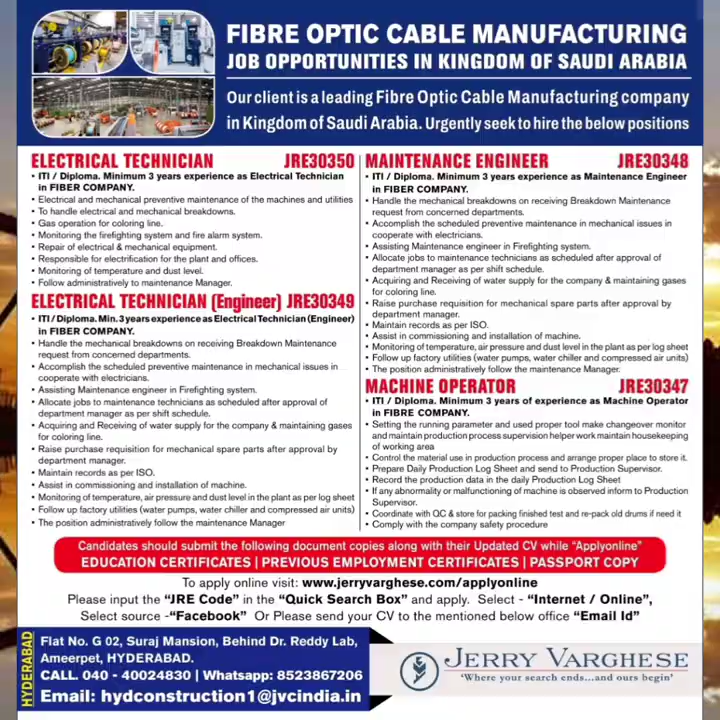 FIBRE OPTIC CABLE MANUFACTURING
JOB OPPORTUNITIES IN KINGDOM OF SAUDI ARABIA
Our client is a leading Fibre Optic Cable Manufacturing company
in Kingdom of Saudi Arabia. Urgently seek to hire the below positions
ELECTRICAL TECHNICIAN JRE30350
• ITI / Diploma. Minimum 3 years experience as Electrical Technician
in FIBER COMPANY.
• Electrical and mechanical preventive maintenance of the machines and utilities
• To handle electrical and mechanical breakdowns.
• Gas operation for coloring line.
• Monitoring the firefighting system and fire alarm system.
• Repair of electrical & mechanical equipment.
• Responsible for electrification for the plant and offices.
• Monitoring of temperature and dust level.
• Follow administratively to maintenance Manager.
ELECTRICAL TECHNICIAN (Engineer) JRE30349
• ITI / Diploma. Min. 3 years experience as Electrical Technician (Engineer)
in FIBER COMPANY.
• Handle the mechanical breakdowns on receiving Breakdown Maintenance
request from concerned departments.
• Accomplish the scheduled preventive maintenance in mechanical issues in
cooperate with electricians.
• Assisting Maintenance engineer in Firefighting system.
• Allocate jobs to maintenance technicians as scheduled after approval of
department manager as per shift schedule.
• Acquiring and Receiving of water supply for the company & maintaining gases
for coloring line.
• Raise purchase requisition for mechanical spare parts after approval by
department manager.
• Maintain records as per ISO.
• Assist in commissioning and installation of machine.
• Monitoring of temperature, air pressure and dust level in the plant as per log sheet
• Follow up factory utilities (water pumps, water chiller and compressed air units)
• The position administratively follow the maintenance Manager
MAINTENANCE ENGINEER JRE30348
• ITI / Diploma. Minimum 3 years experience as Maintenance Engineer
in FIBER COMPANY.
• Handle the mechanical breakdowns on receiving Breakdown Maintenance
request from concerned departments.
• Accomplish the scheduled preventive maintenance in mechanical issues in
cooperate with electricians.
• Assisting Maintenance engineer in Firefighting system.
• Allocate jobs to maintenance technicians as scheduled after approval of
department manager as per shift schedule.
• Acquiring and Receiving of water supply for the company & maintaining gases
for coloring line.
• Raise purchase requisition for mechanical spare parts after approval by
department manager.
• Maintain records as per ISO.
• Assist in commissioning and installation of machine.
• Monitoring of temperature, air pressure and dust level in the plant as per log sheet
• Follow up factory utilities (water pumps, water chiller and compressed air units)
• The position administratively follow the maintenance Manager.
MACHINE OPERATOR JRE30347
• ITI / Diploma. Minimum 3 years of experience as Machine Operator
in FIBRE COMPANY.
• Setting the running parameter and used proper tool make changeover monitor
and maintain production process supervision helper work maintain housekeeping
of working area
• Control the material use in production process and arrange proper place to store it.
• Prepare Daily Production Log Sheet and send to Production Supervisor.
• Record the production data in the daily Production Log Sheet
• If any abnormality or malfunctioning of machine is observed inform to Production
Supervisor.
• Coordinate with QC & store for packing finished test and re-pack old drums if need it
• Comply with the company safety procedure
Candidates should submit the following document copies along with their Updated CV while "Applyonline"
EDUCATION CERTIFICATES | PREVIOUS EMPLOYMENT CERTIFICATES | PASSPORT COPY
To apply online visit: www.jerryvarghese.com/applyonline
Please input the "JRE Code" in the "Quick Search Box" and apply. Select - "Internet / Online",
Select source -"Facebook" Or Please send your CV to the mentioned below office "Email Id"
HYDERABAD
Flat No. G 02, Suraj Mansion, Behind Dr. Reddy Lab,
Ameerpet, HYDERABAD.
CALL. 040 - 40024830 | Whatsapp: 8523867206
Email: hydconstruction1@jvcindia.in
JERRY VARGHESE
'Where your search ends...and ours begin'